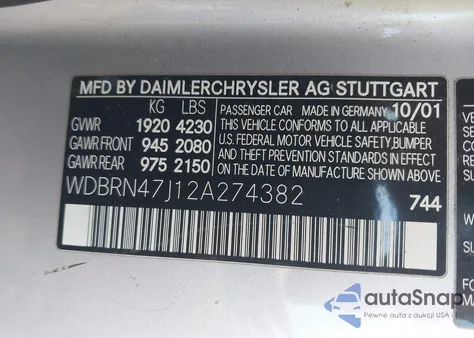 MFD BY DAIMLERCHRYSLER AG STUTTGART
KG LBS
GVWR 1920 4230
GAWR FRONT 945 2080
GAWR REAR 975 2150
PASSENGER CAR MADE IN GERMANY 10/01
THIS VEHICLE CONFORMS TO ALL
FEDERAL MOTOR VEHICLE SAFETY, BUMPER
AND THEFT PREVENTION STANDARDS IN EFFECT
ON THE DATE OF MANUFACTURE SHOWN ABOVE.
WDBRN47J12A274382
744
autoSnap
Pewne auta z aukcji USA i EU